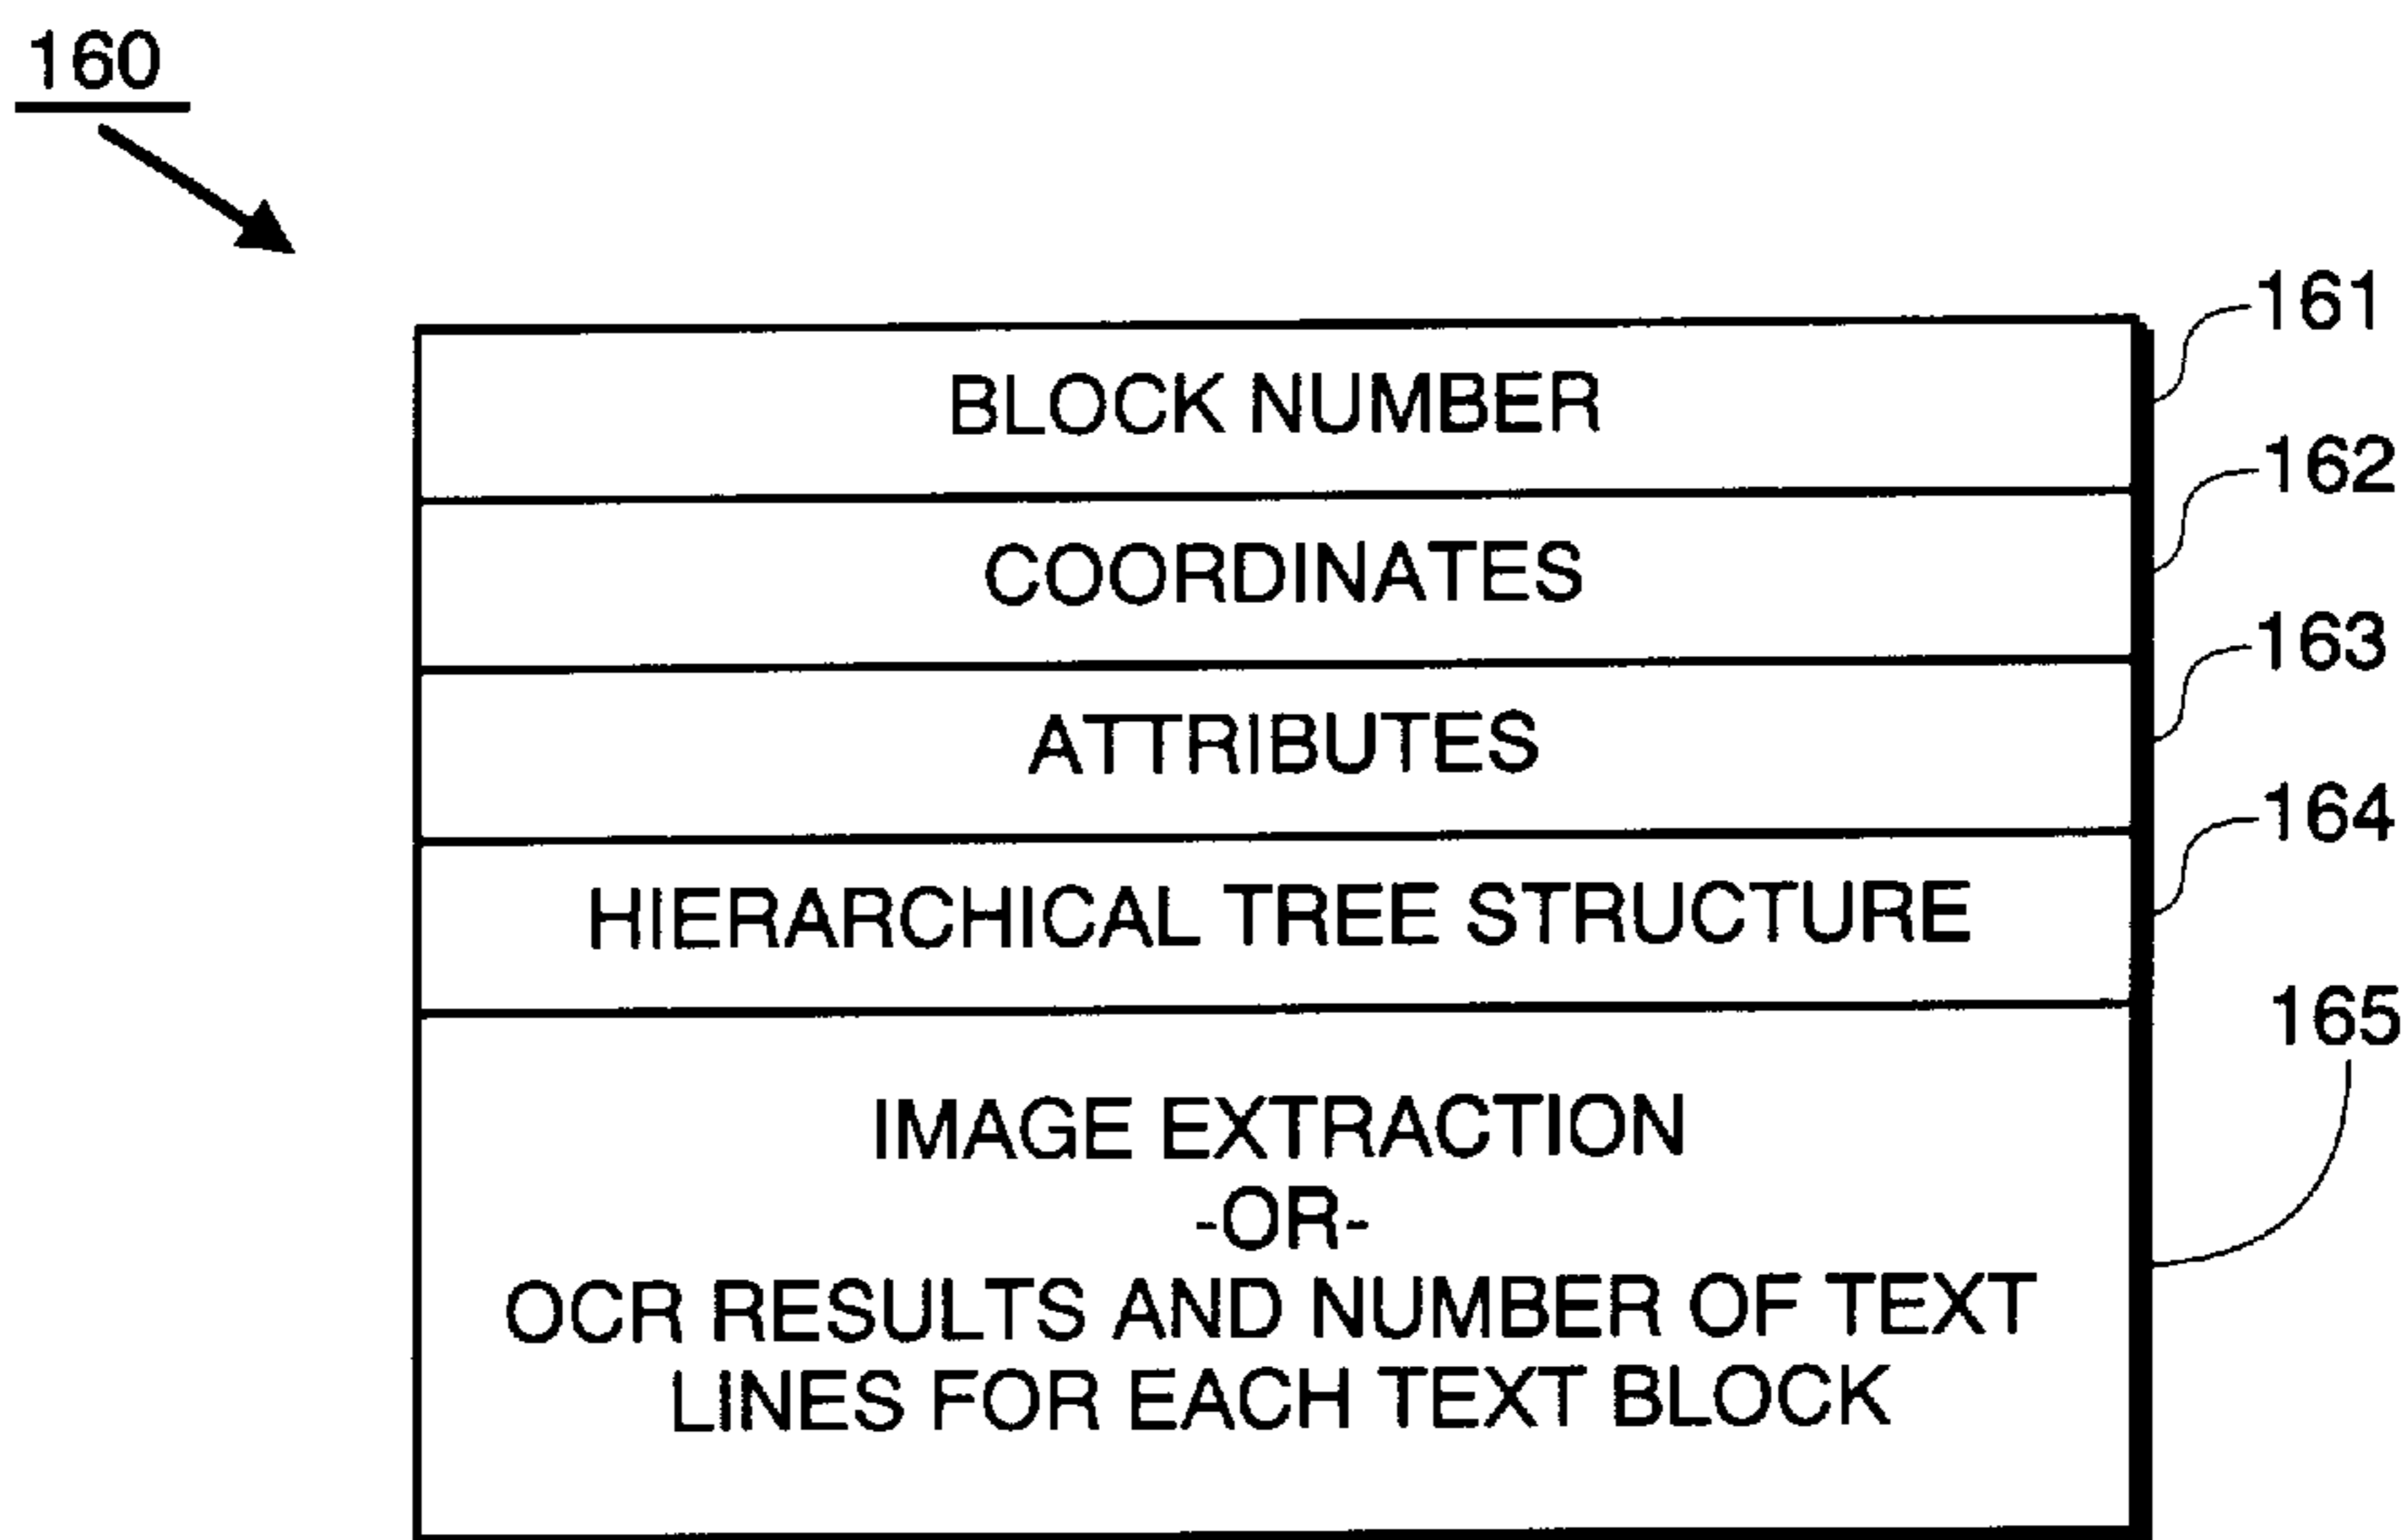 160
161
BLOCK NUMBER
162
COORDINATES
163
ATTRIBUTES
164
HIERARCHICAL TREE STRUCTURE
165
IMAGE EXTRACTION
-OR-
OCR RESULTS AND NUMBER OF TEXT
LINES FOR EACH TEXT BLOCK